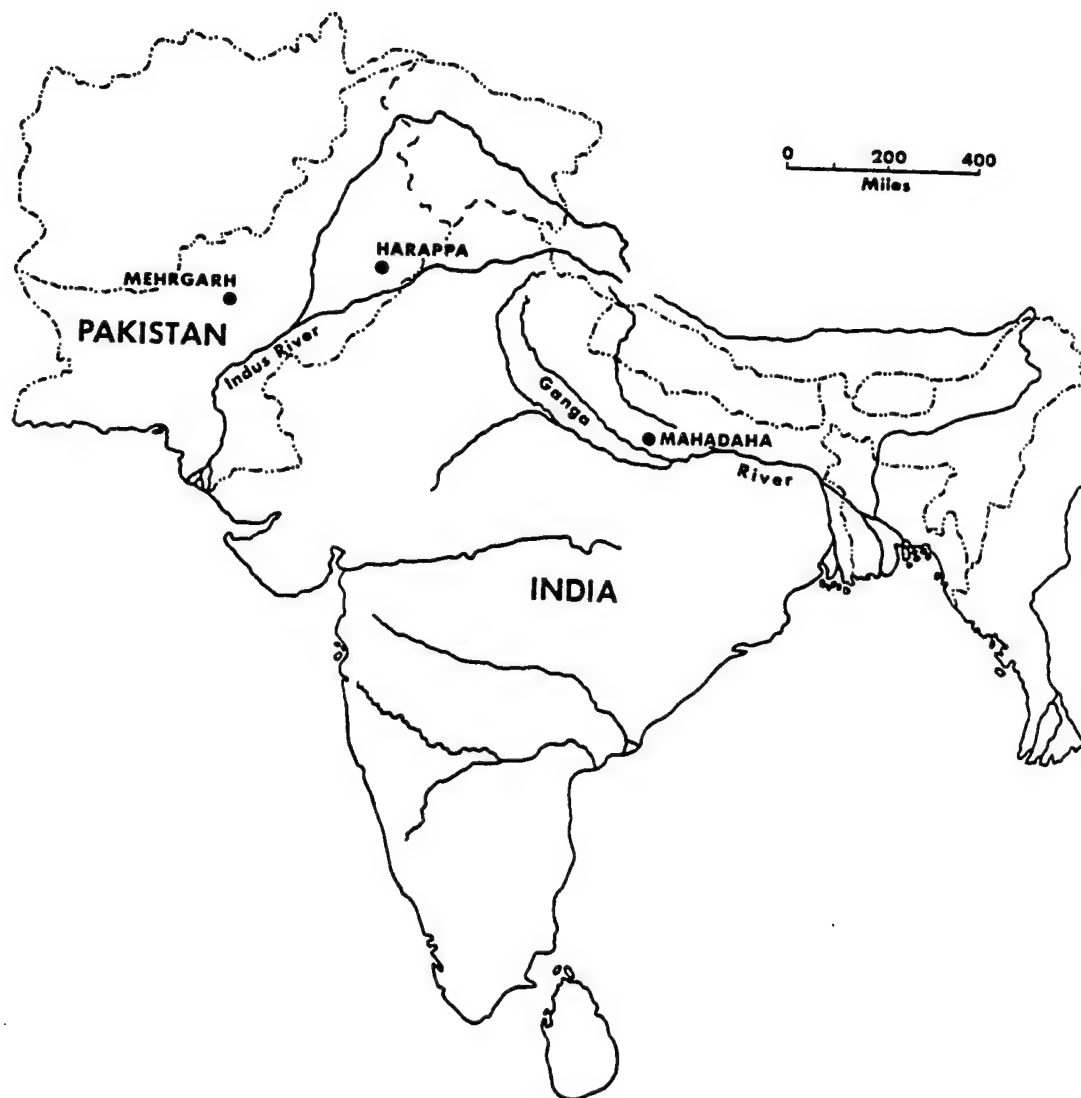 0 200 400
Miles
HARAPPA
MEHRGARH
PAKISTAN
Indus River
Ganga
MAHADAHA
River
INDIA